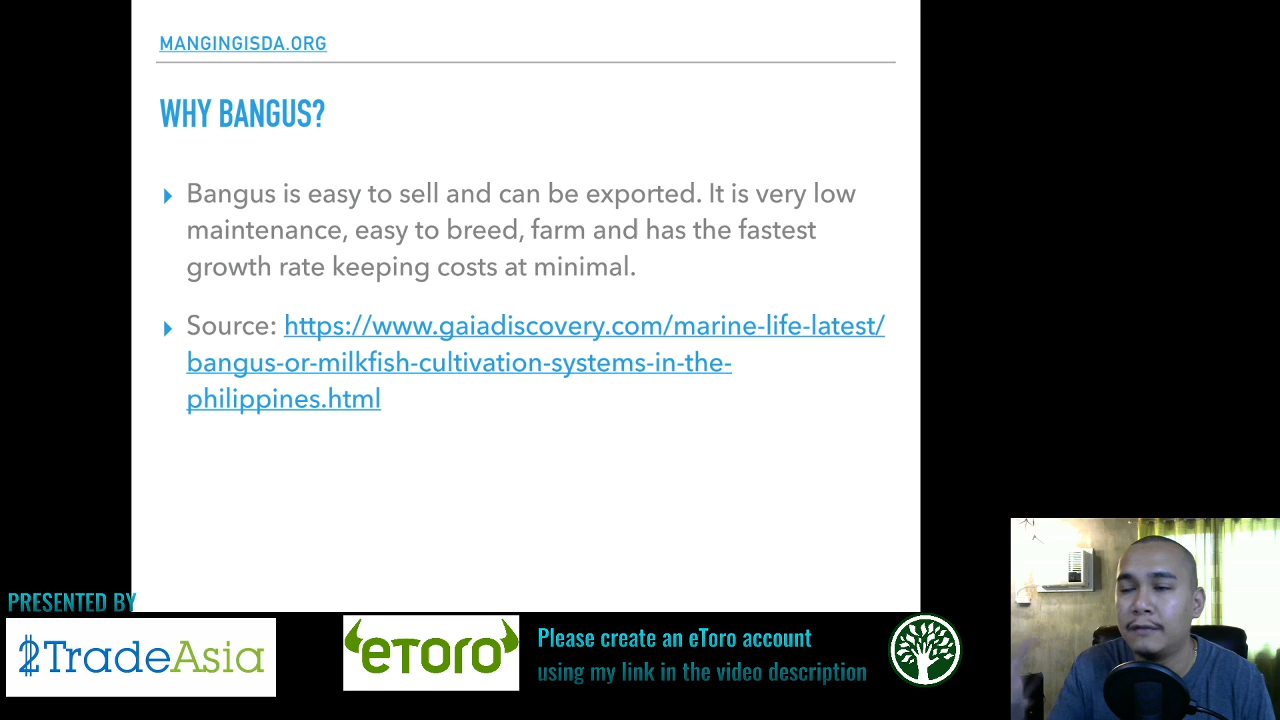 MANGINGISDA.ORG
WHY BANGUS?
Bangus is easy to sell and can be exported. It is very low
maintenance, easy to breed, farm and has the fastest
growth rate keeping costs at minimal.
Source: https://www.gaiadiscovery.com/marine-life-latest/
bangus-or-milkfish-cultivation-systems-in-the-
philippines.html
PRESENTED BY
2TradeAsia
eToro
Please create an eToro account
using my link in the video description